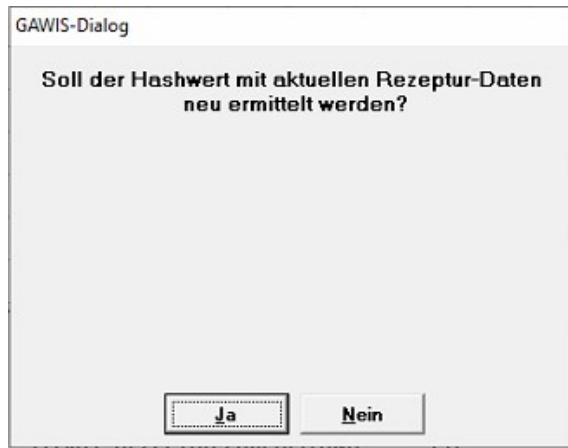 GAWIS-Dialog
Soll der Hashwert mit aktuellen Rezeptur-Daten
neu ermittelt werden?
Ja
Nein